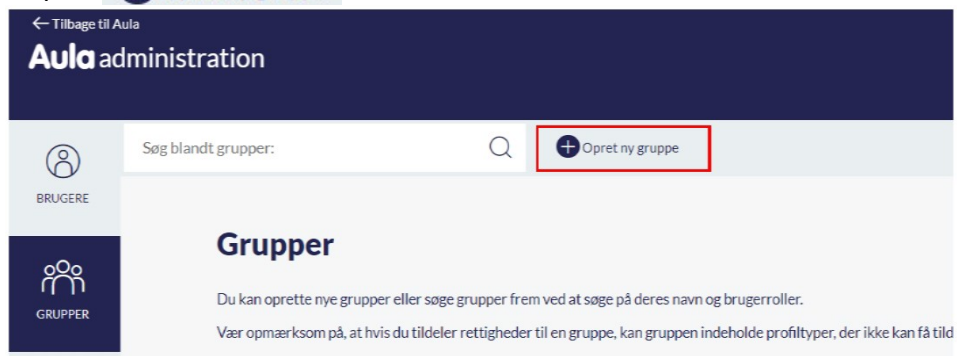 ← Tilbage til Aula
Aula administration
Søg blandt grupper:
Opret ny gruppe
BRUGERE
GRUPPER
Grupper
Du kan oprette nye grupper eller søge grupper frem ved at søge på deres navn og brugerroller.
Vær opmærksom på, at hvis du tildeler rettigheder til en gruppe, kan gruppen indeholde profiltyper, der ikke kan få tild